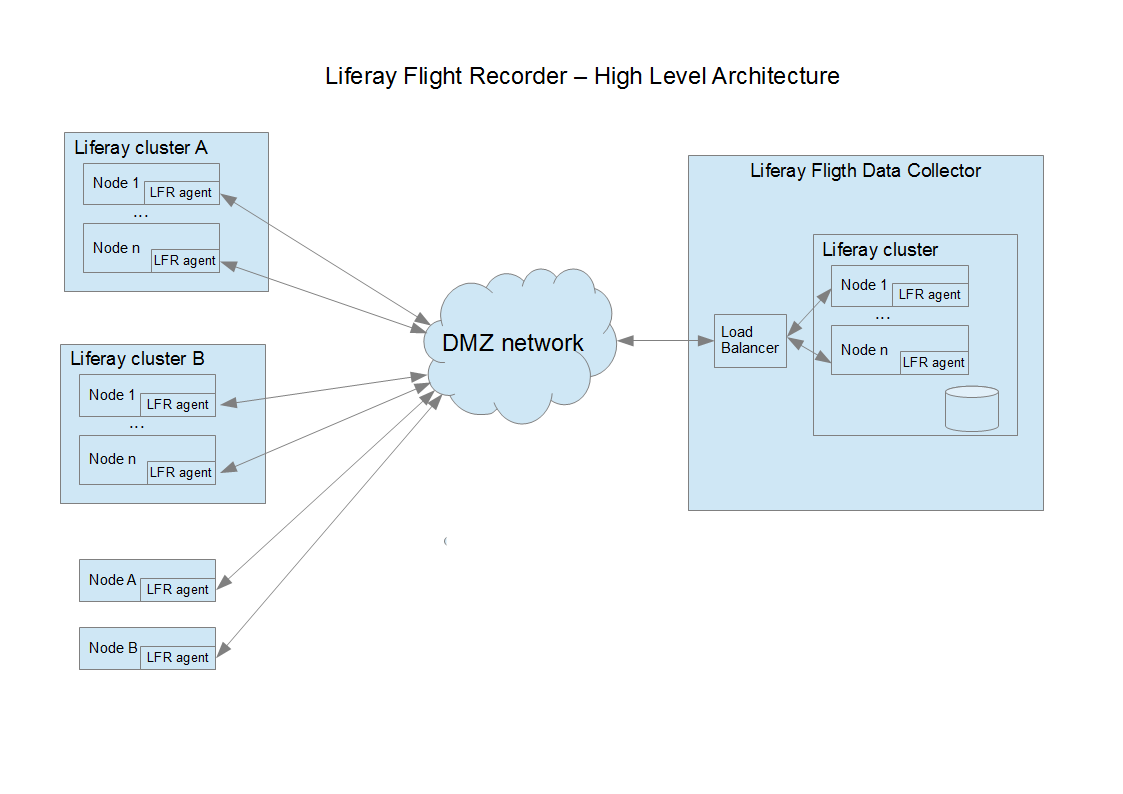 Liferay Flight Recorder – High Level Architecture
Liferay cluster A
Node 1
LFR agent
...
Node n
LFR agent
Liferay cluster B
Node 1
LFR agent
...
Node n
LFR agent
Node A
LFR agent
Node B
LFR agent
DMZ network
(
Liferay Fligth Data Collector
Load
Balancer
Liferay cluster
Node 1
LFR agent
...
Node n
LFR agent